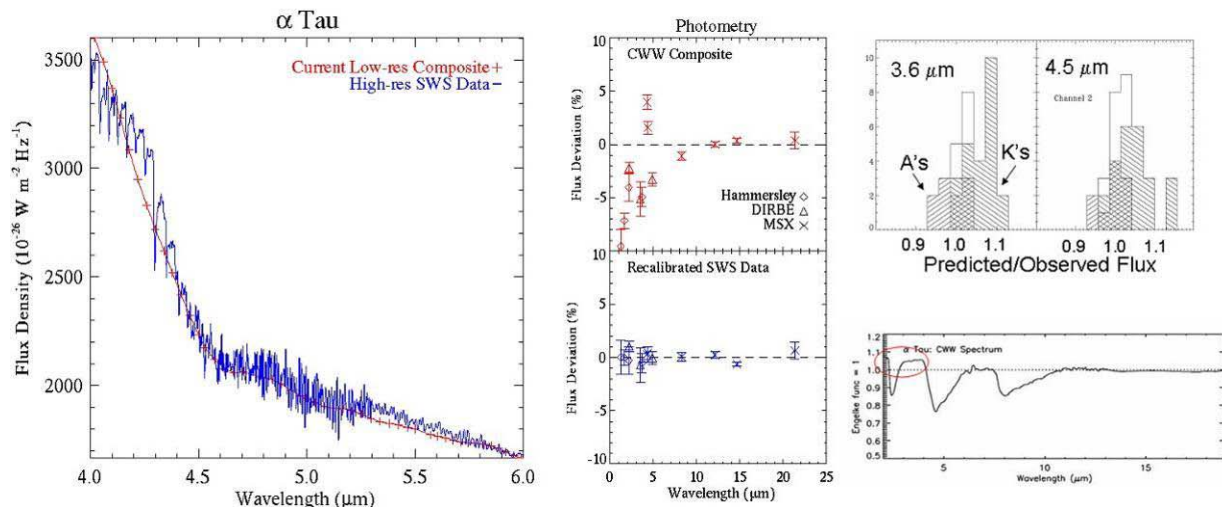 α Tau
Flux Density (10⁻²⁶ W m⁻² Hz⁻¹)
3500
3000
2500
2000
Current Low-res Composite +
High-res SWS Data −
4.0 4.5 5.0 5.5 6.0
Wavelength (μm)
Photometry
CWW Composite
Flux Deviation (%)
10
5
0
-5
10
Hammersley ◇
DIRBE △
MSX ×
Recalibrated SWS Data
Flux Deviation (%)
5
0
-5
-10
0 5 10 15 20 25
Wavelength (μm)
10
8
6
4
2
0
3.6 μm
A's
K's
4.5 μm
Channel 2
0.9 1.0 1.1 0.9 1.0 1.1
Predicted/Observed Flux
α Tau: CWW Spectrum
Engelke func = 1
1.2
1.1
1.0
0.9
0.8
0.7
0.6
0.5
5 10 15
Wavelength (μm)